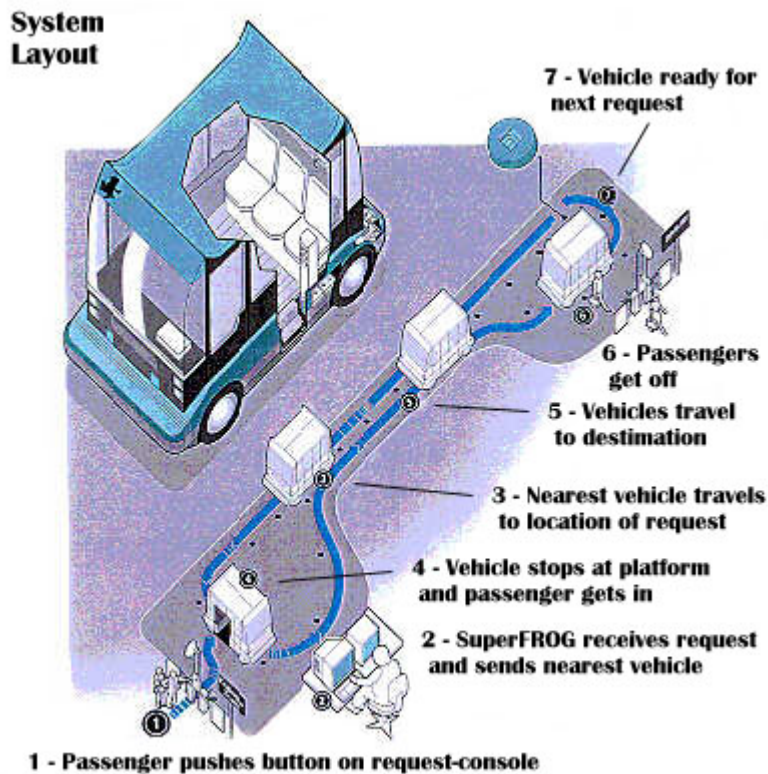 System
Layout
7 - Vehicle ready for
next request
6 - Passengers
get off
5 - Vehicles travel
to destimation
3 - Nearest vehicle travels
to location of request
4 - Vehicle stops at platform
and passenger gets in
2 - SuperFROG receives request
and sends nearest vehicle
1
1 - Passenger pushes button on request-console